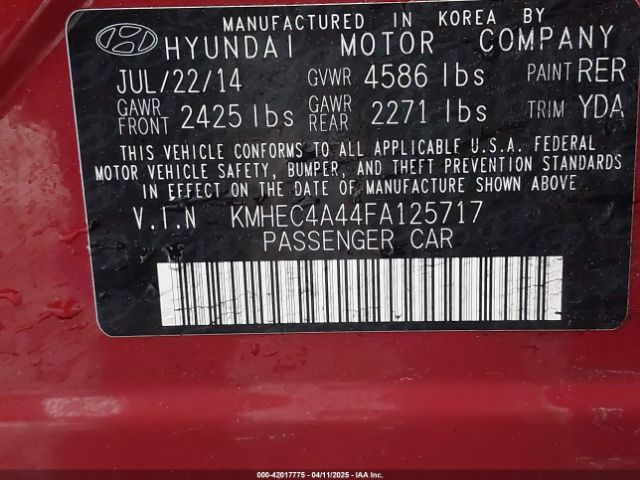 MANUFACTURED IN KOREA BY
HYUNDAI MOTOR COMPANY
JUL/22/14 GVWR 4586 lbs PAINT RER
GAWR FRONT 2425 lbs GAWR REAR 2271 lbs TRIM YDA
THIS VEHICLE CONFORMS TO ALL APPLICABLE U.S.A. FEDERAL
MOTOR VEHICLE SAFETY, BUMPER, AND THEFT PREVENTION STANDARDS
IN EFFECT ON THE DATE OF MANUFACTURE SHOWN ABOVE
V.I.N KMHEC4A44FA125717
PASSENGER CAR
000-42017775 - 04/11/2025 - IAA Inc.